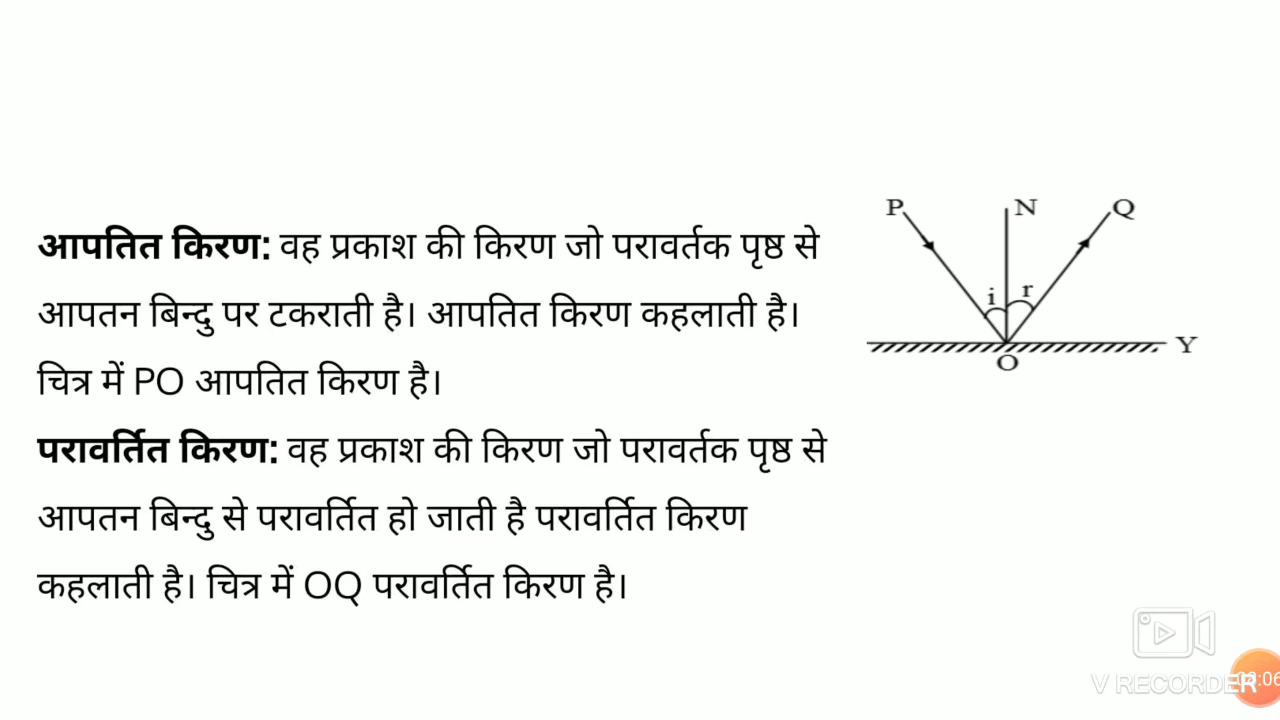 आपतित किरण: वह प्रकाश की किरण जो परावर्तक पृष्ठ से
आपतन बिन्दु पर टकराती है। आपतित किरण कहलाती है।
चित्र में PO आपतित किरण है।
परावर्तित किरण: वह प्रकाश की किरण जो परावर्तक पृष्ठ से
आपतन बिन्दु से परावर्तित हो जाती है परावर्तित किरण
कहलाती है। चित्र में OQ परावर्तित किरण है।
P N Q
i r
Y
O
V RECORDER